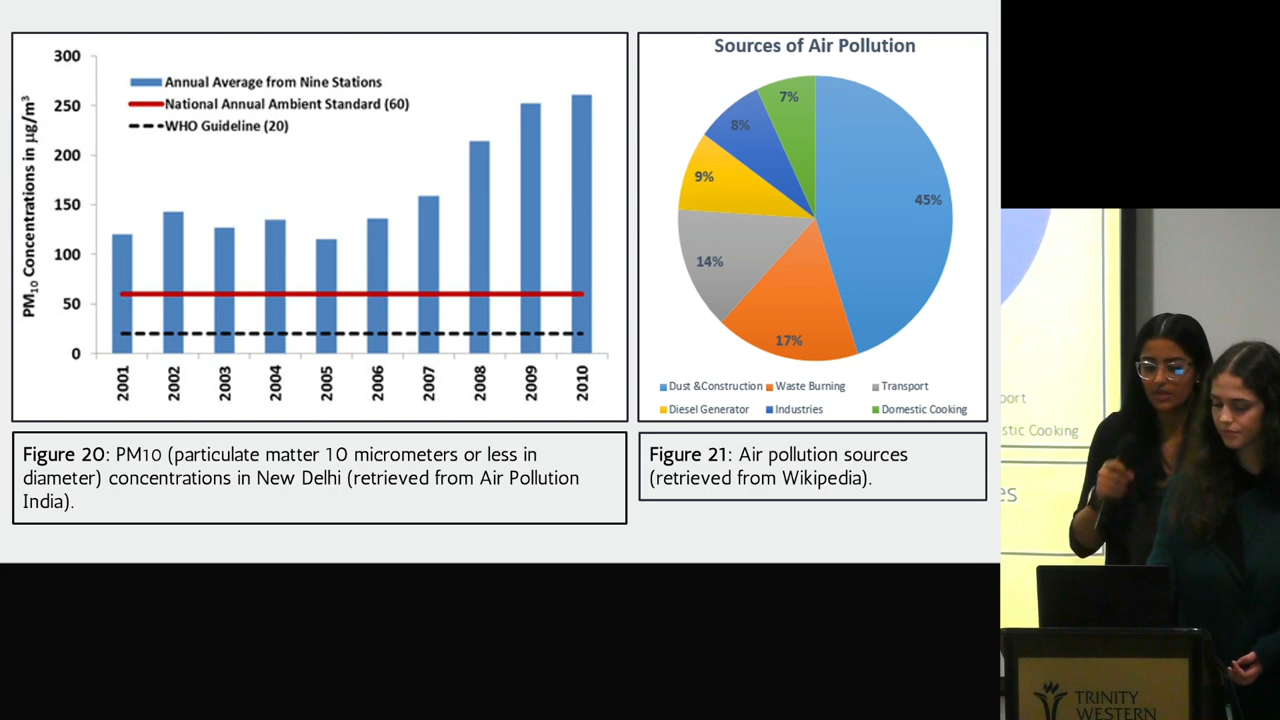 300
250
200
150
100
50
0
PM10 Concentrations in μg/m³
Annual Average from Nine Stations
National Annual Ambient Standard (60)
WHO Guideline (20)
2001
2002
2003
2004
2005
2006
2007
2008
2009
2010
Figure 20: PM10 (particulate matter 10 micrometers or less in
diameter) concentrations in New Delhi (retrieved from Air Pollution
India).
Sources of Air Pollution
7%
8%
9%
45%
14%
17%
Dust &Construction Waste Burning Transport
Diesel Generator Industries Domestic Cooking
Figure 21: Air pollution sources
(retrieved from Wikipedia).
Cooking
TRINITY
WESTERN